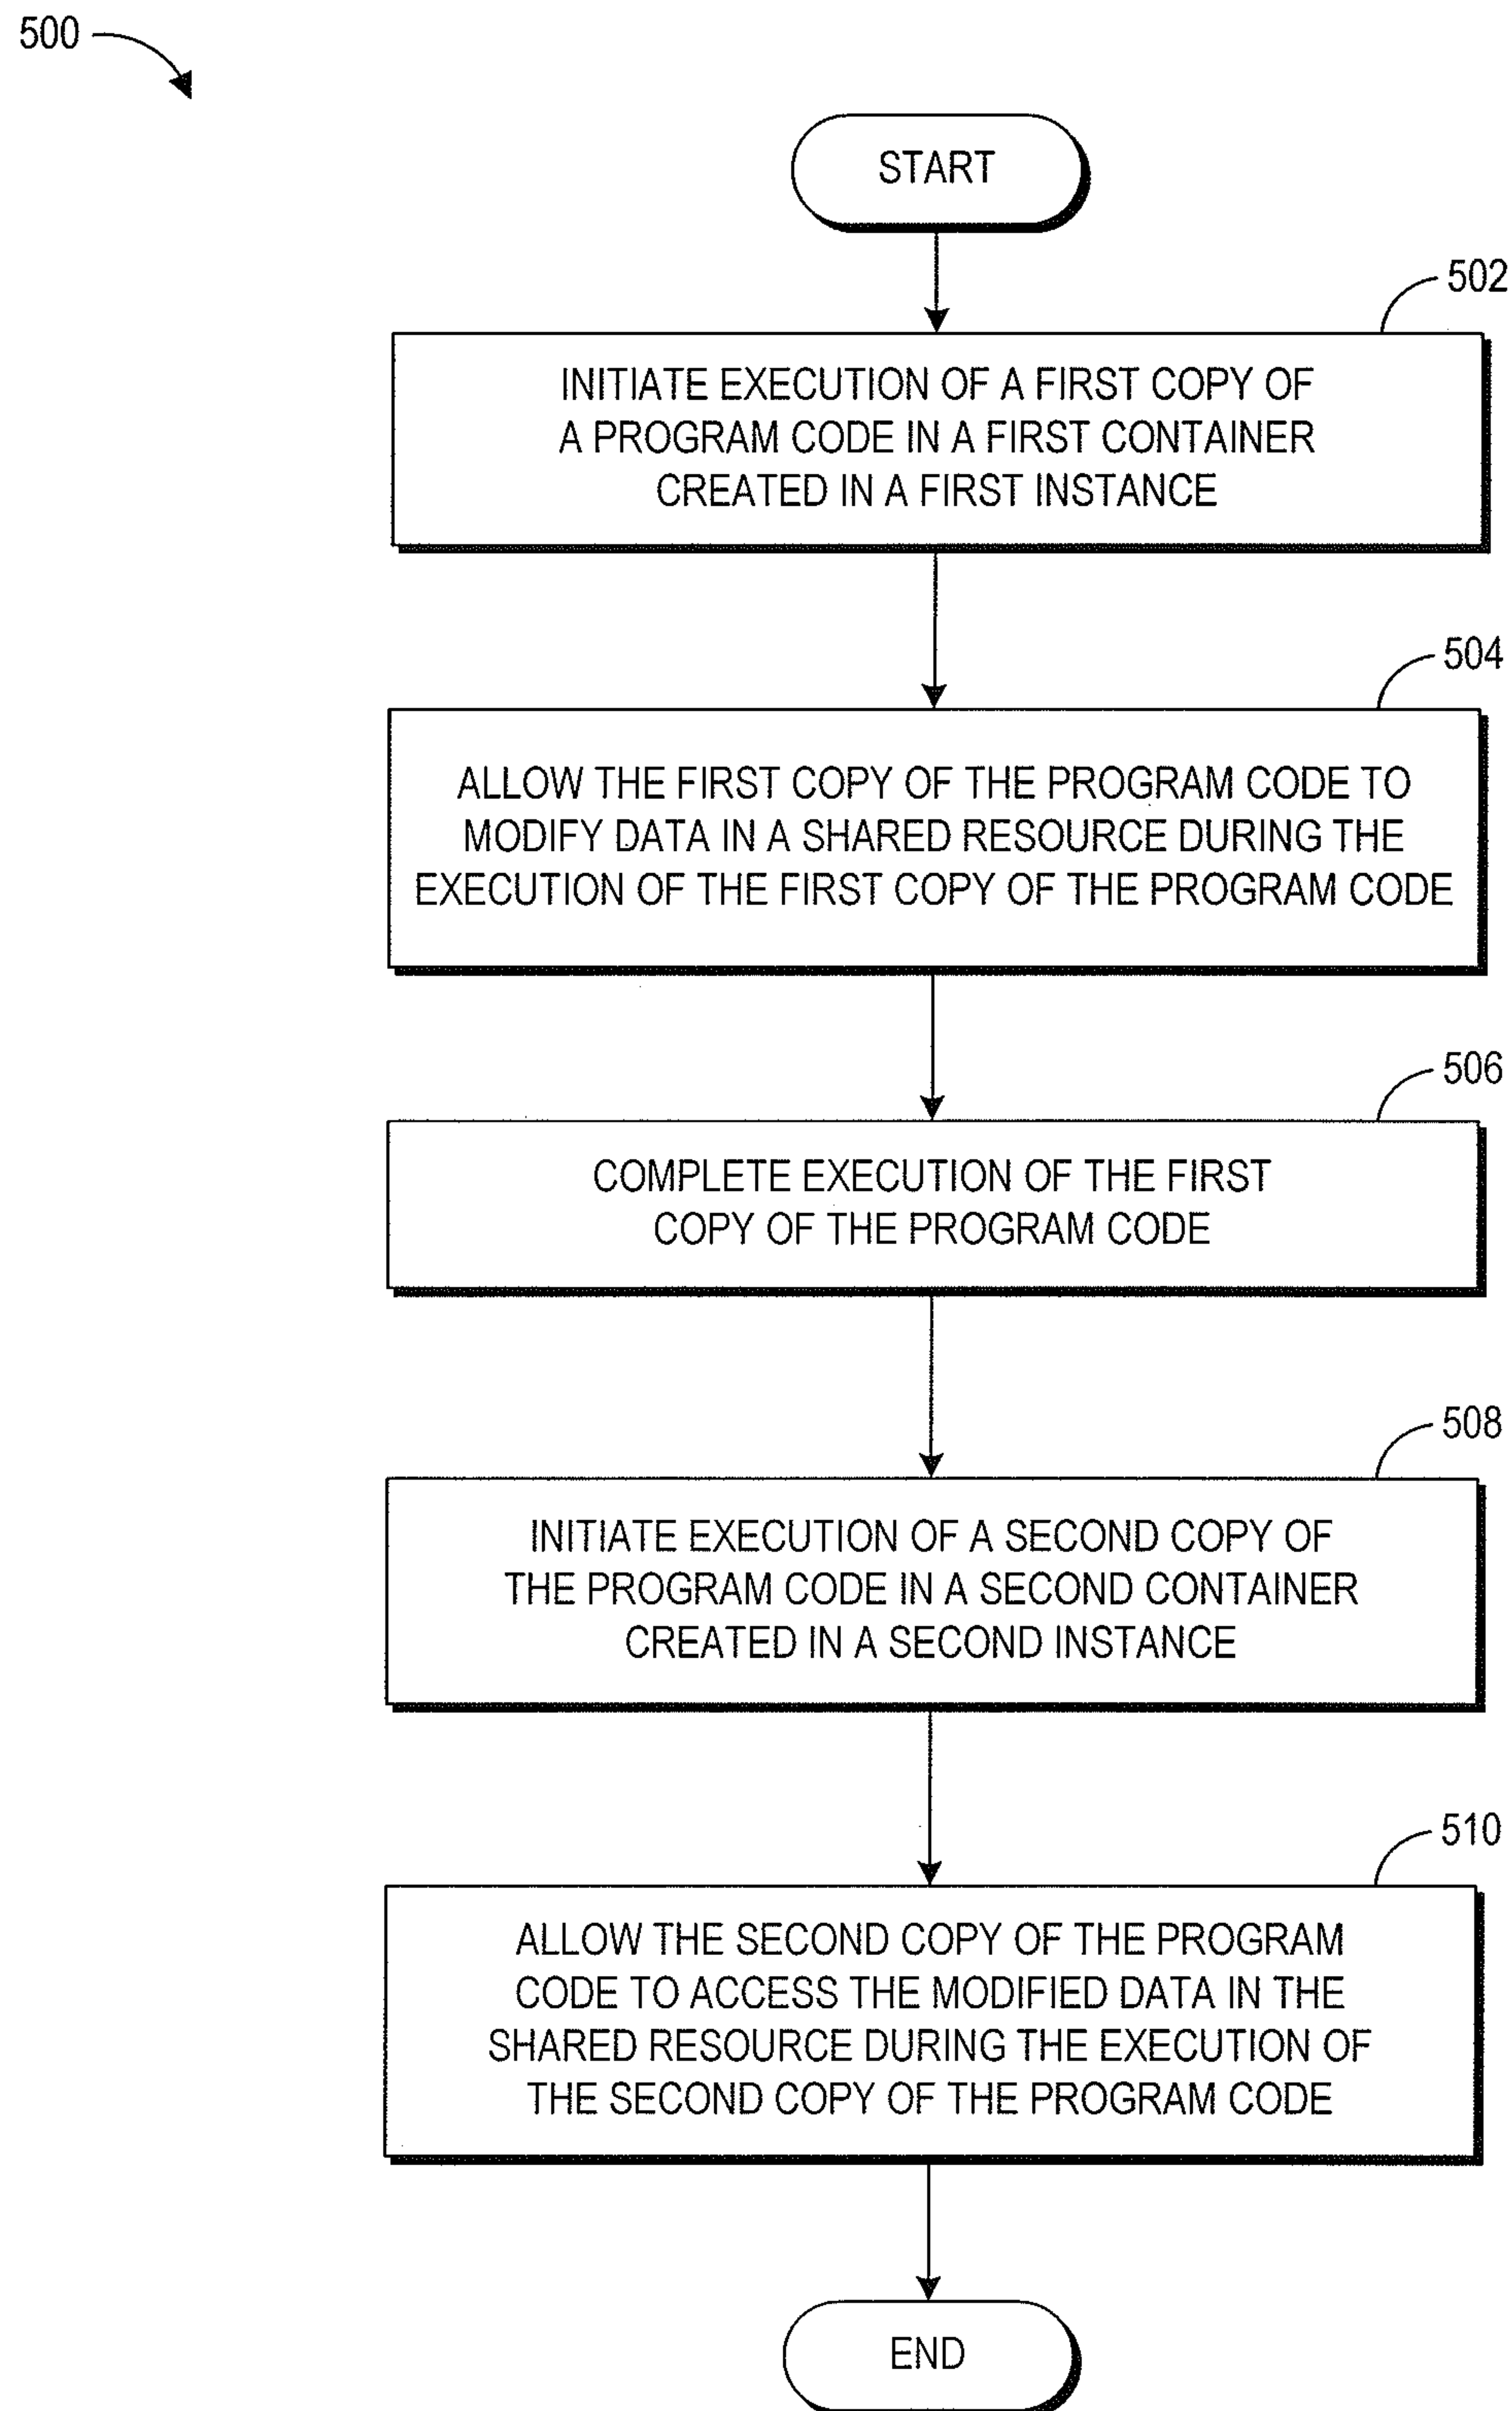 500
START
502
INITIATE EXECUTION OF A FIRST COPY OF
A PROGRAM CODE IN A FIRST CONTAINER
CREATED IN A FIRST INSTANCE
504
ALLOW THE FIRST COPY OF THE PROGRAM CODE TO
MODIFY DATA IN A SHARED RESOURCE DURING THE
EXECUTION OF THE FIRST COPY OF THE PROGRAM CODE
506
COMPLETE EXECUTION OF THE FIRST
COPY OF THE PROGRAM CODE
508
INITIATE EXECUTION OF A SECOND COPY OF
THE PROGRAM CODE IN A SECOND CONTAINER
CREATED IN A SECOND INSTANCE
510
ALLOW THE SECOND COPY OF THE PROGRAM
CODE TO ACCESS THE MODIFIED DATA IN THE
SHARED RESOURCE DURING THE EXECUTION OF
THE SECOND COPY OF THE PROGRAM CODE
END